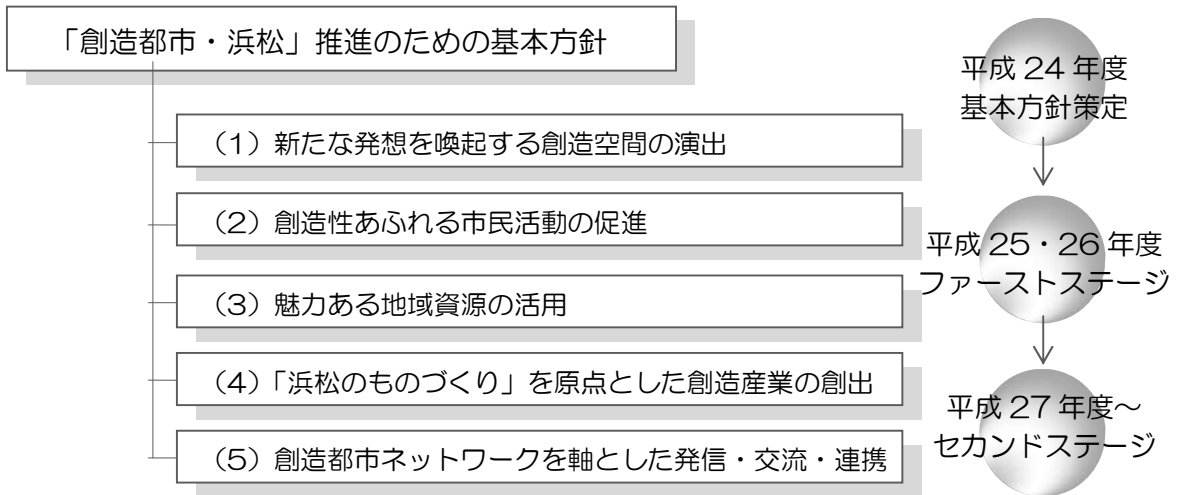 「創造都市・浜松」推進のための基本方針
（1）新たな発想を喚起する創造空間の演出
（2）創造性あふれる市民活動の促進
（3）魅力ある地域資源の活用
（4）「浜松のものづくり」を原点とした創造産業の創出
（5）創造都市ネットワークを軸とした発信・交流・連携
平成 24 年度
基本方針策定
平成 25・26 年度
ファーストステージ
平成 27 年度～
セカンドステージ